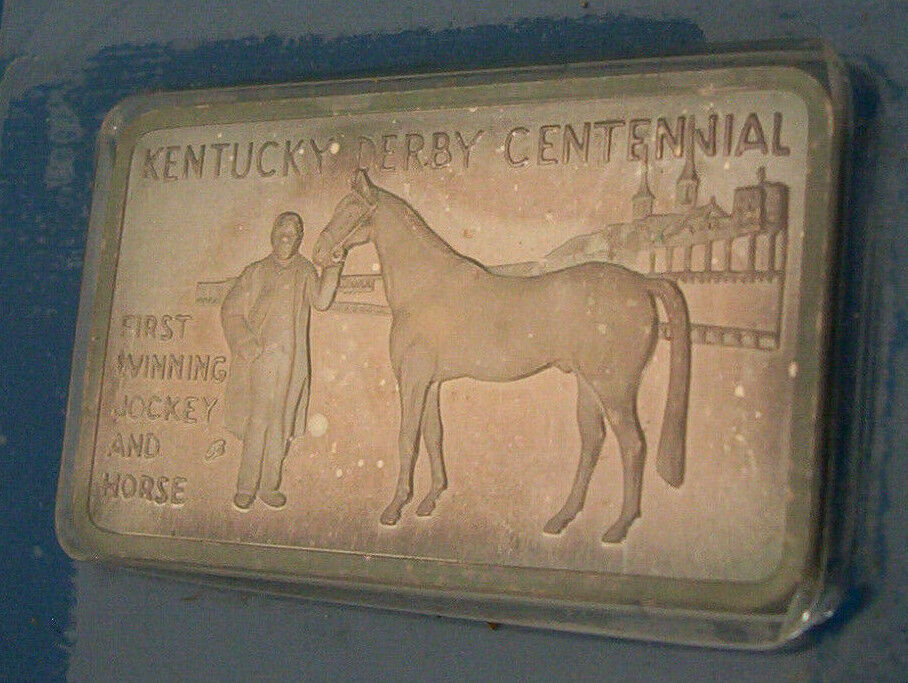 KENTUCKY DERBY CENTENNIAL
FIRST
WINNING
JOCKEY
AND
HORSE